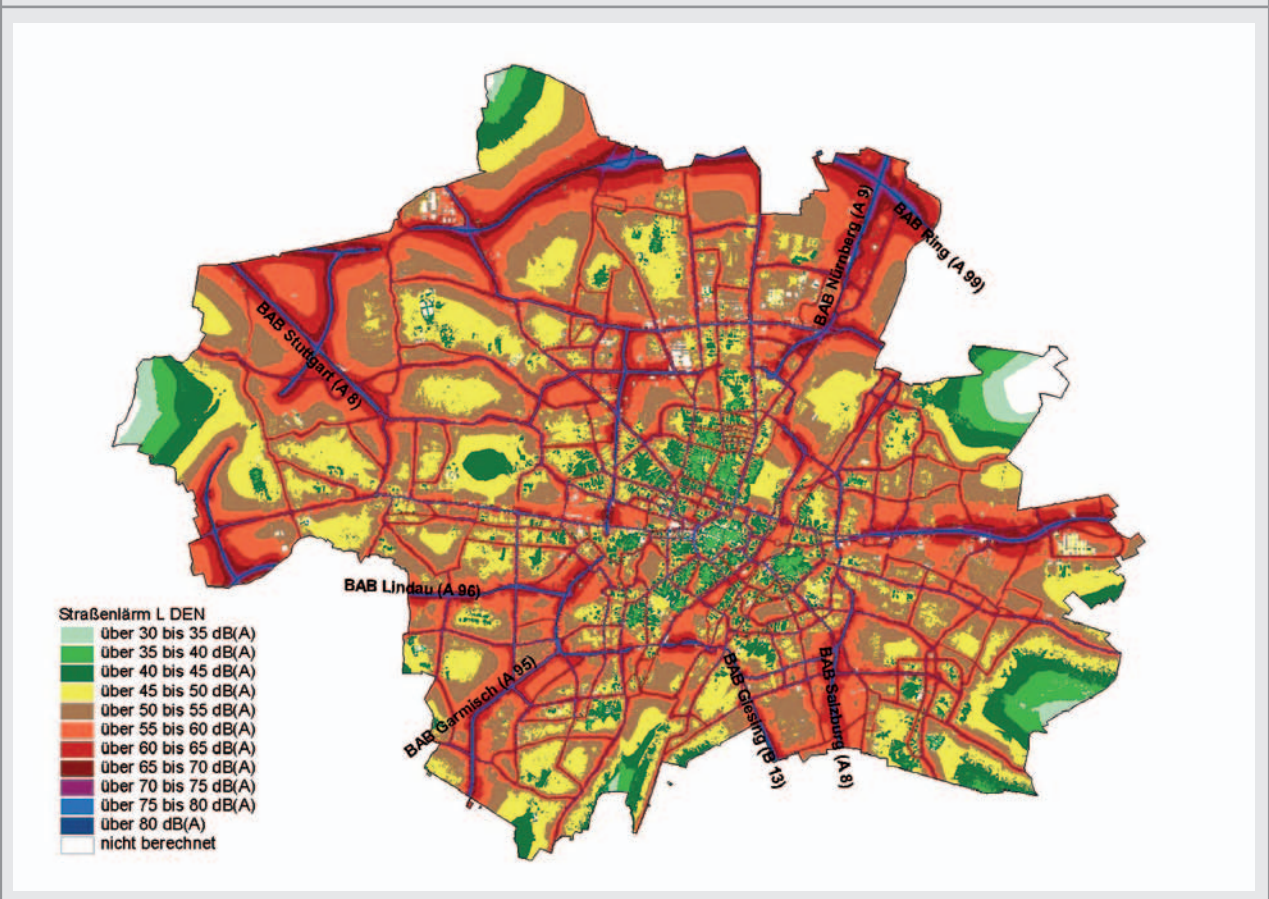 BAB Nürnberg (A 9)
BAB Ring (A 99)
BAB Stuttgart (A 8)
BAB Lindau (A 96)
BAB Garmisch (A 95)
BAB Giesing (B 13)
BAB Salzburg (A 8)
Straßenlärm L DEN
über 30 bis 35 dB(A)
über 35 bis 40 dB(A)
über 40 bis 45 dB(A)
über 45 bis 50 dB(A)
über 50 bis 55 dB(A)
über 55 bis 60 dB(A)
über 60 bis 65 dB(A)
über 65 bis 70 dB(A)
über 70 bis 75 dB(A)
über 75 bis 80 dB(A)
über 80 dB(A)
nicht berechnet